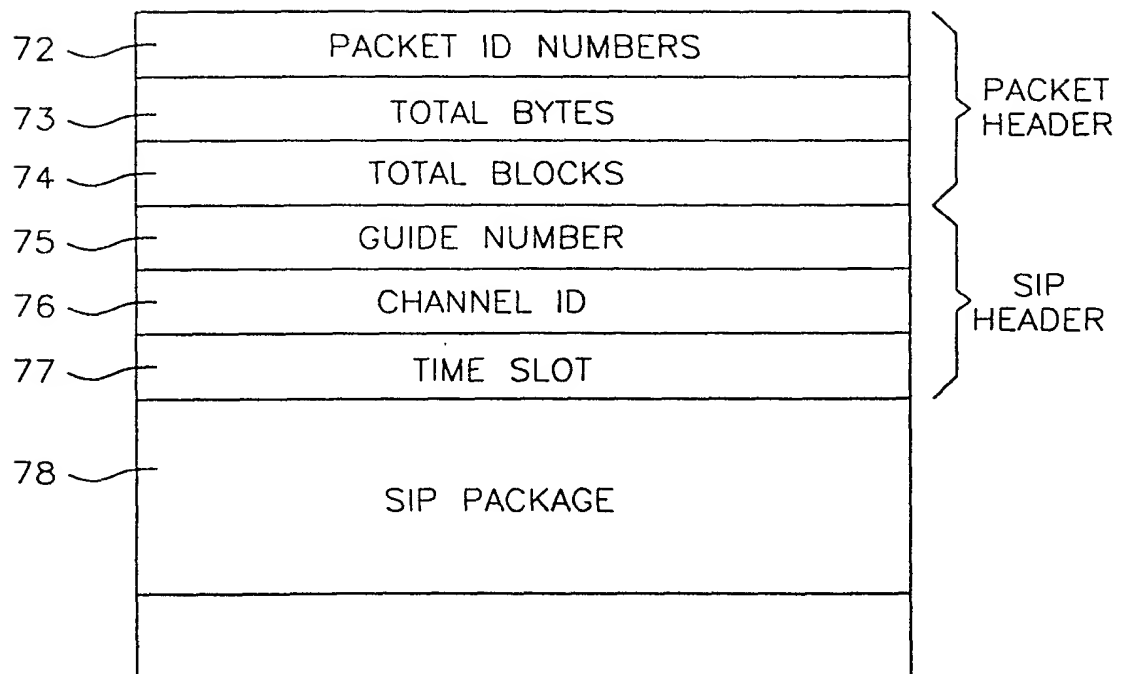 72 PACKET ID NUMBERS
73 TOTAL BYTES
74 TOTAL BLOCKS
PACKET
HEADER
75 GUIDE NUMBER
76 CHANNEL ID
77 TIME SLOT
SIP
HEADER
78 SIP PACKAGE